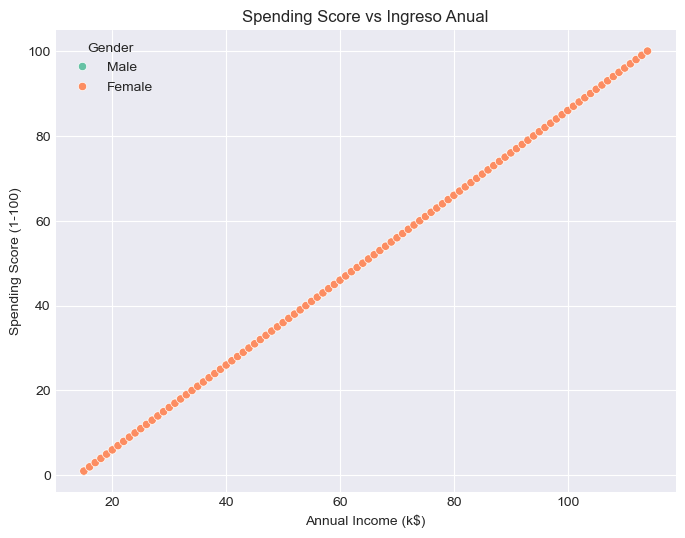 Spending Score vs Ingreso Anual
Gender
Male
Female
100
80
60
40
20
0
Spending Score (1-100)
20 40 60 80 100
Annual Income (k$)